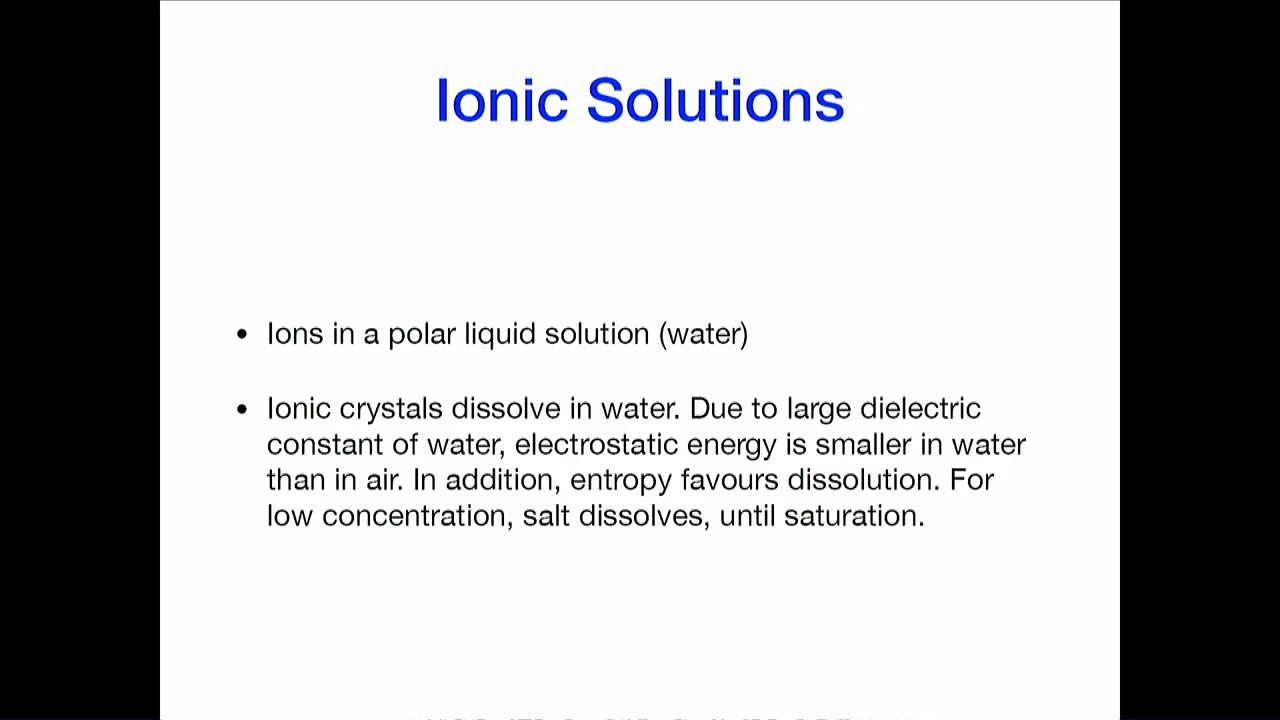 Ionic Solutions
• Ions in a polar liquid solution (water)
• Ionic crystals dissolve in water. Due to large dielectric
constant of water, electrostatic energy is smaller in water
than in air. In addition, entropy favours dissolution. For
low concentration, salt dissolves, until saturation.